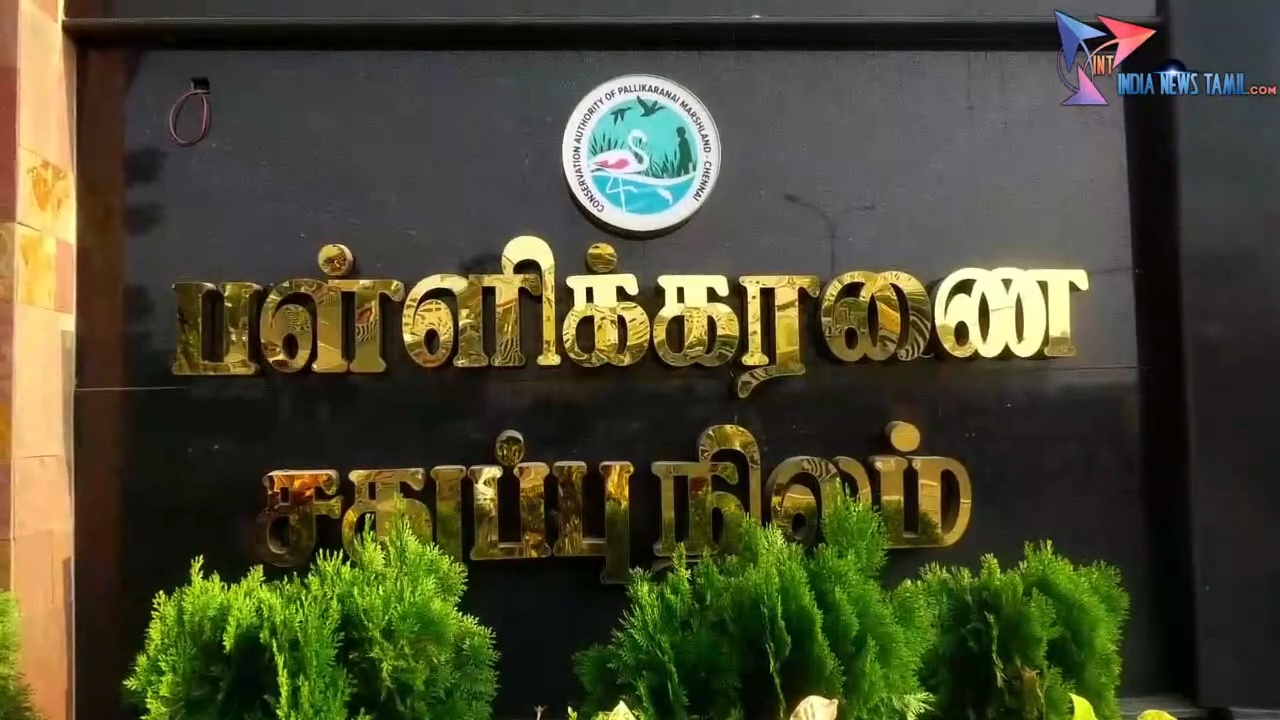 INT
INDIA NEWS TAMIL.COM
CONSERVATION AUTHORITY OF PALLIKARANAI MARSHLAND - CHENNAI
பள்ளிக்கரணை
சதுப்பு நிலம்